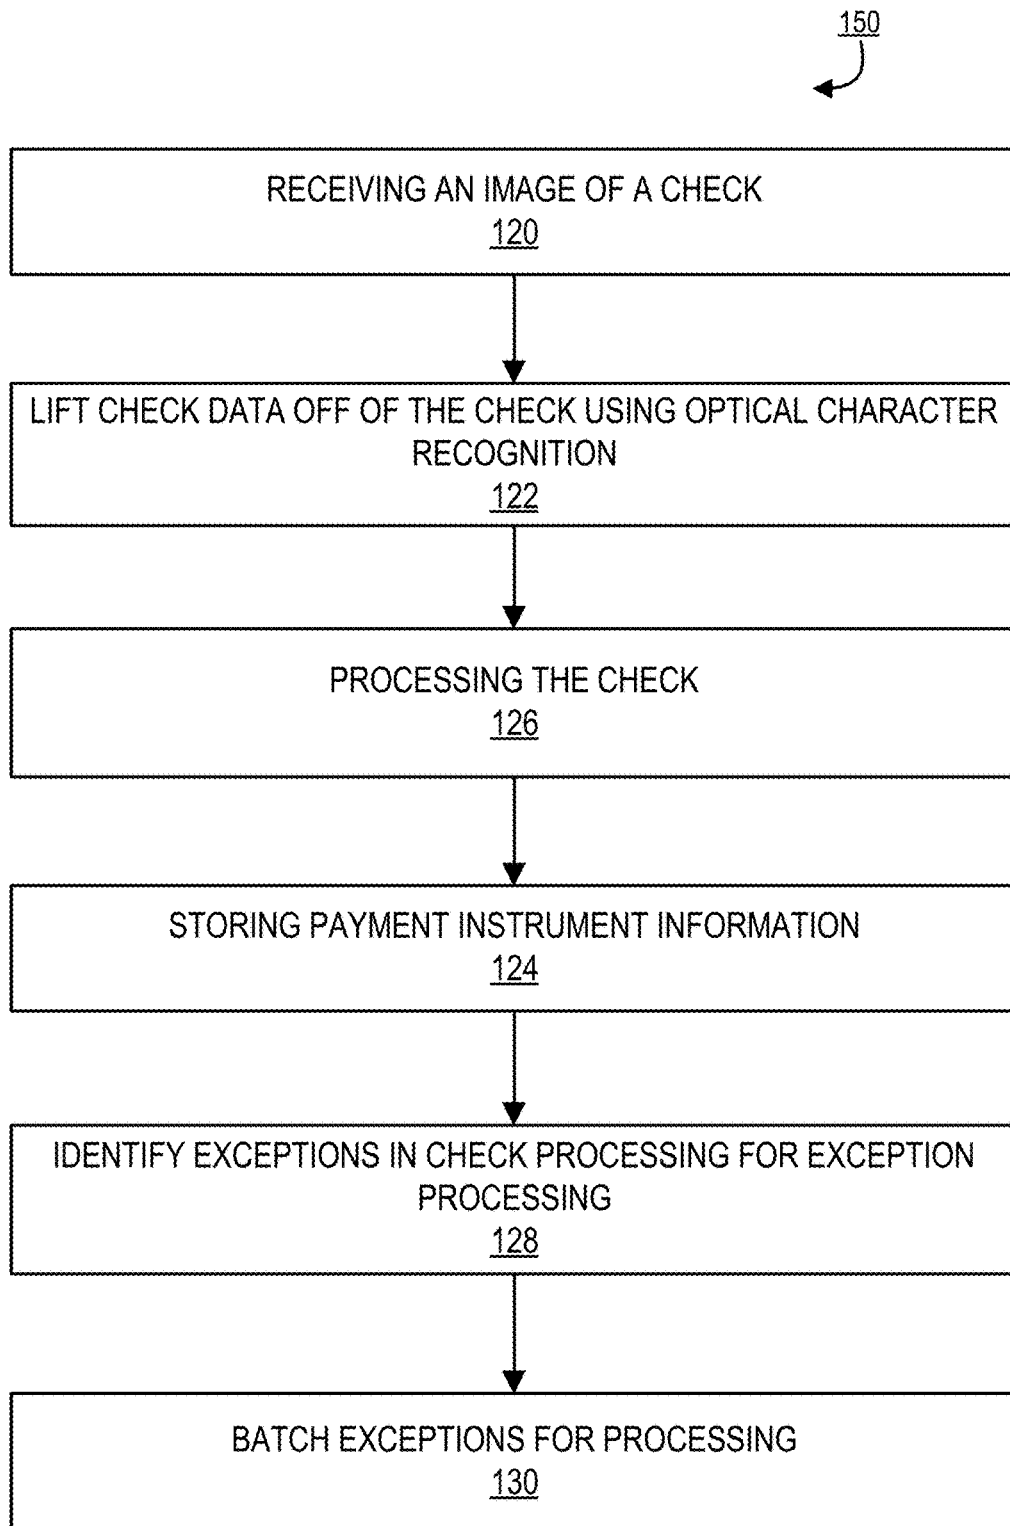 150
RECEIVING AN IMAGE OF A CHECK
120
LIFT CHECK DATA OFF OF THE CHECK USING OPTICAL CHARACTER
RECOGNITION
122
PROCESSING THE CHECK
126
STORING PAYMENT INSTRUMENT INFORMATION
124
IDENTIFY EXCEPTIONS IN CHECK PROCESSING FOR EXCEPTION
PROCESSING
128
BATCH EXCEPTIONS FOR PROCESSING
130